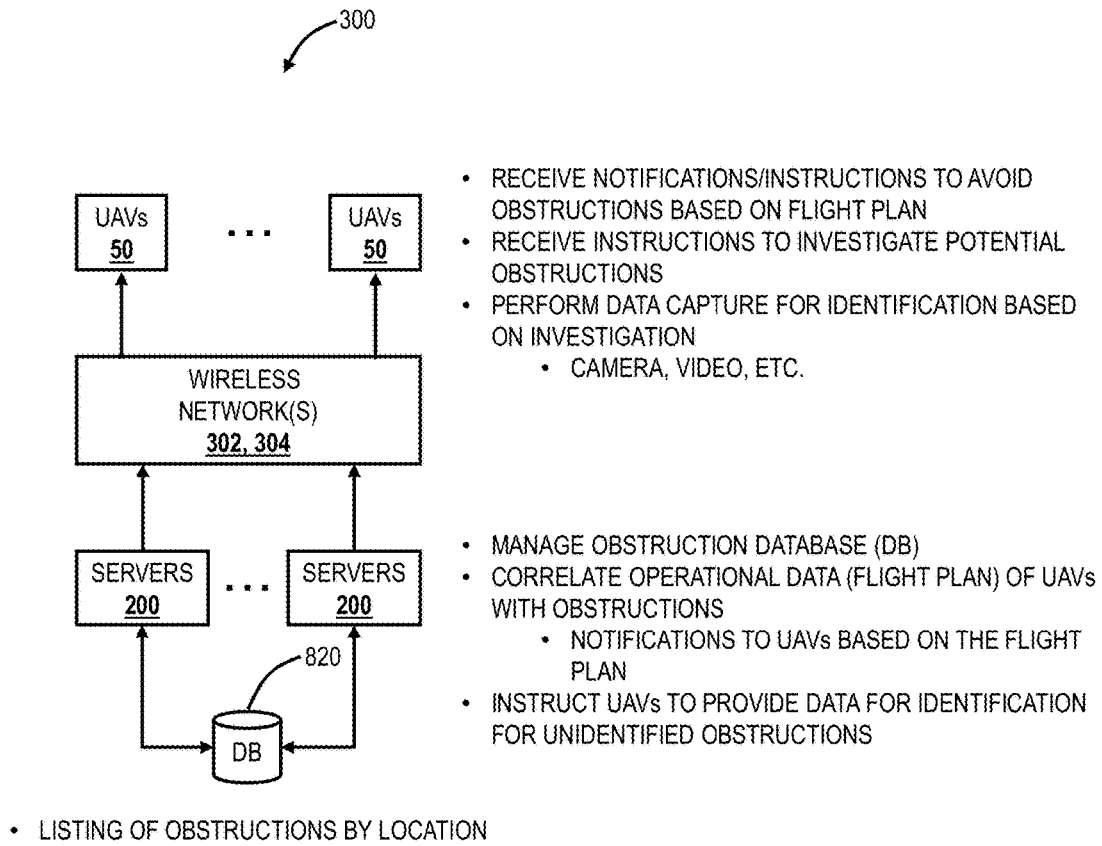 300
UAVs
50
...
UAVs
50
• RECEIVE NOTIFICATIONS/INSTRUCTIONS TO AVOID
OBSTRUCTIONS BASED ON FLIGHT PLAN
• RECEIVE INSTRUCTIONS TO INVESTIGATE POTENTIAL
OBSTRUCTIONS
• PERFORM DATA CAPTURE FOR IDENTIFICATION BASED
ON INVESTIGATION
• CAMERA, VIDEO, ETC.
WIRELESS
NETWORK(S)
302, 304
SERVERS
200
...
SERVERS
200
• MANAGE OBSTRUCTION DATABASE (DB)
• CORRELATE OPERATIONAL DATA (FLIGHT PLAN) OF UAVs
WITH OBSTRUCTIONS
• NOTIFICATIONS TO UAVs BASED ON THE FLIGHT
PLAN
• INSTRUCT UAVs TO PROVIDE DATA FOR IDENTIFICATION
FOR UNIDENTIFIED OBSTRUCTIONS
820
DB
• LISTING OF OBSTRUCTIONS BY LOCATION